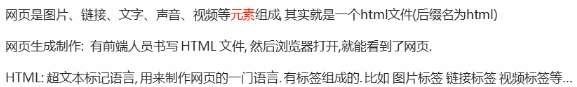 网页是图片、链接、文字、声音、视频等元素组成, 其实就是一个html文件(后缀名为html)
网页生成制作: 有前端人员书写 HTML 文件, 然后浏览器打开,就能看到了网页.
HTML: 超文本标记语言, 用来制作网页的一门语言. 有标签组成的. 比如 图片标签 链接标签 视频标签等...